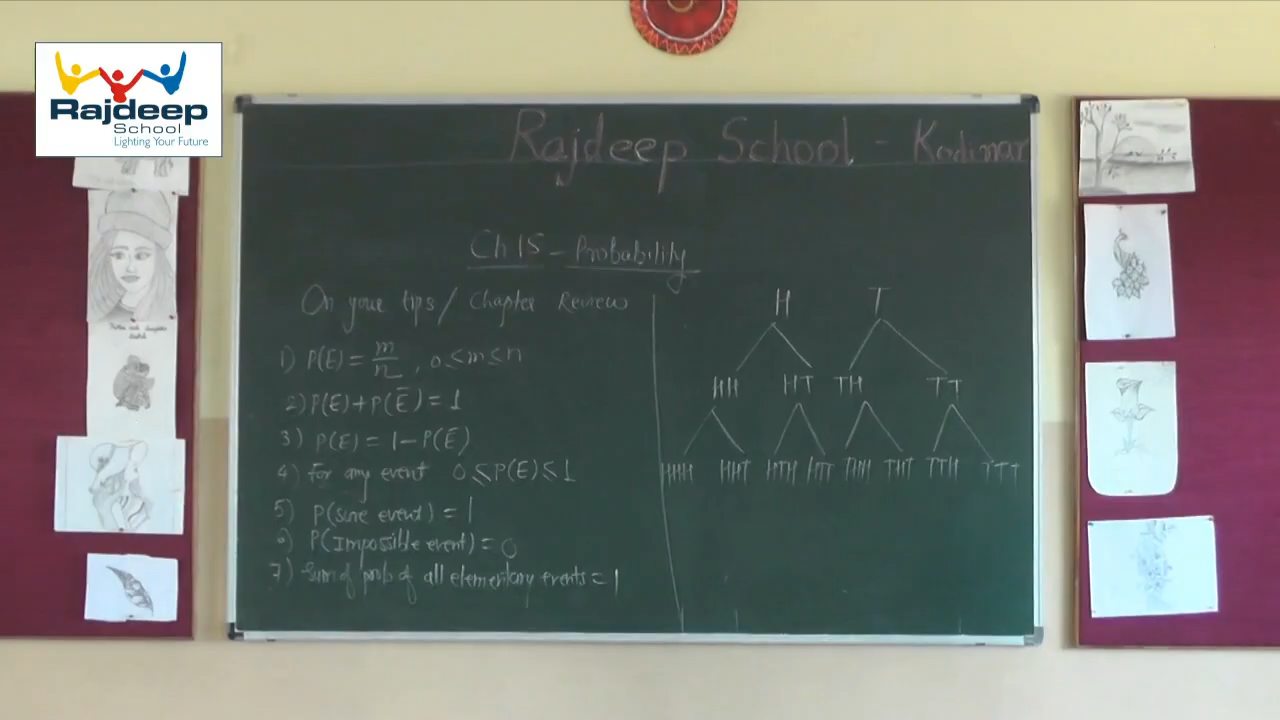 Rajdeep
School
Lighting Your Future
Rajdeep School - Kodinar
Ch 15 - Probability
On your tips / Chapter Review
1) P(E) = m/n, 0 ≤ m ≤ n
2) P(E) + P(Ē) = 1
3) P(E) = 1 - P(Ē)
4) For any event 0 ≤ P(E) ≤ 1
5) P(sure event) = 1
6) P(Impossible event) = 0
7) Sum of prob of all elementary events = 1
H T
HH HT TH TT
HHH HHT HTH HTT THH THT TTH TTT